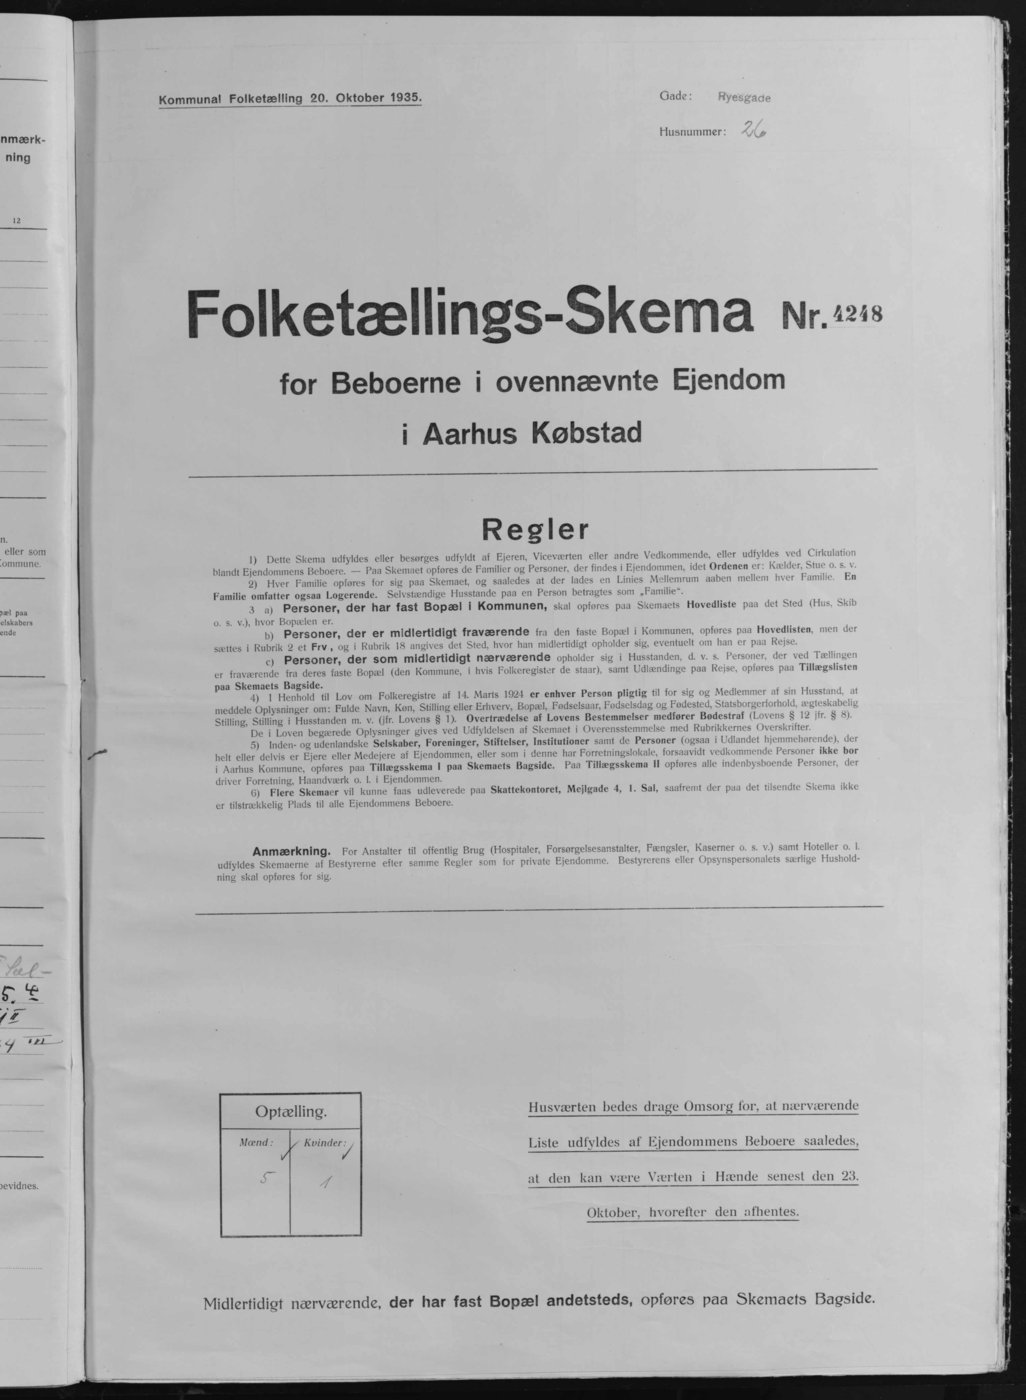 nmærk-
ning
12
n.
eller som
Kommune.
pæl paa
elskabers
ende
5.
bevidnes.
Kommunal Folketælling 20. Oktober 1935.
Gade: Ryesgade
Husnummer: 26
Folketællings-Skema Nr. 4248
for Beboerne i ovennævnte Ejendom
i Aarhus Købstad
Regler
1) Dette Skema udfyldes eller besørges udfyldt af Ejeren, Viceværten eller andre Vedkommende, eller udfyldes ved Cirkulation
blandt Ejendommens Beboere. — Paa Skemaet opføres de Familier og Personer, der findes i Ejendommen, idet Ordenen er: Kælder, Stue o. s. v.
2) Hver Familie opføres for sig paa Skemaet, og saaledes at der lades en Linies Mellemrum aaben mellem hver Familie. En
Familie omfatter ogsaa Logerende. Selvstændige Husstande paa en Person betragtes som „Familie“.
3 a) Personer, der har fast Bopæl i Kommunen, skal opføres paa Skemaets Hovedliste paa det Sted (Hus, Skib
o. s. v.), hvor Bopælen er.
b) Personer, der er midlertidigt fraværende fra den faste Bopæl i Kommunen, opføres paa Hovedlisten, men der
sættes i Rubrik 2 et Frv, og i Rubrik 18 angives det Sted, hvor han midlertidigt opholder sig, eventuelt om han er paa Rejse.
c) Personer, der som midlertidigt nærværende opholder sig i Husstanden, d. v. s. Personer, der ved Tællingen
er fraværende fra deres faste Bopæl (den Kommune, i hvis Folkeregister de staar), samt Udlændinge paa Rejse, opføres paa Tillægslisten
paa Skemaets Bagside.
4) I Henhold til Lov om Folkeregistre af 14. Marts 1924 er enhver Person pligtig til for sig og Medlemmer af sin Husstand, at
meddele Oplysninger om: Fulde Navn, Køn, Stilling eller Erhverv, Bopæl, Fødselsaar, Fødselsdag og Fødested, Statsborgerforhold, ægteskabelig
Stilling, Stilling i Husstanden m. v. (jfr. Lovens § 1). Overtrædelse af Lovens Bestemmelser medfører Bødestraf (Lovens § 12 jfr. § 8).
De i Loven begærede Oplysninger gives ved Udfyldelsen af Skemaet i Overensstemmelse med Rubrikkernes Overskrifter.
5) Inden- og udenlandske Selskaber, Foreninger, Stiftelser, Institutioner samt de Personer (ogsaa i Udlandet hjemmehørende), der
helt eller delvis er Ejere eller Medejere af Ejendommen, eller som i denne har Forretningslokale, forsaavidt vedkommende Personer ikke bor
i Aarhus Kommune, opføres paa Tillægsskema I paa Skemaets Bagside. Paa Tillægsskema II opføres alle indenbysboende Personer, der
driver Forretning, Haandværk o. l. i Ejendommen.
6) Flere Skemaer vil kunne faas udleverede paa Skattekontoret, Mejlgade 4, 1. Sal, saafremt der paa det tilsendte Skema ikke
er tilstrækkelig Plads til alle Ejendommens Beboere.
Anmærkning. For Anstalter til offentlig Brug (Hospitaler, Forsørgelsesanstalter, Fængsler, Kaserner o. s. v.) samt Hoteller o. l.
udfyldes Skemaerne af Bestyrerne efter samme Regler som for private Ejendomme. Bestyrerens eller Opsynspersonalets særlige Hushold-
ning skal opføres for sig.
Optælling.
Mænd: Kvinder:
5 1
Husværten bedes drage Omsorg for, at nærværende
Liste udfyldes af Ejendommens Beboere saaledes,
at den kan være Værten i Hænde senest den 23.
Oktober, hvorefter den afhentes.
Midlertidigt nærværende, der har fast Bopæl andetsteds, opføres paa Skemaets Bagside.